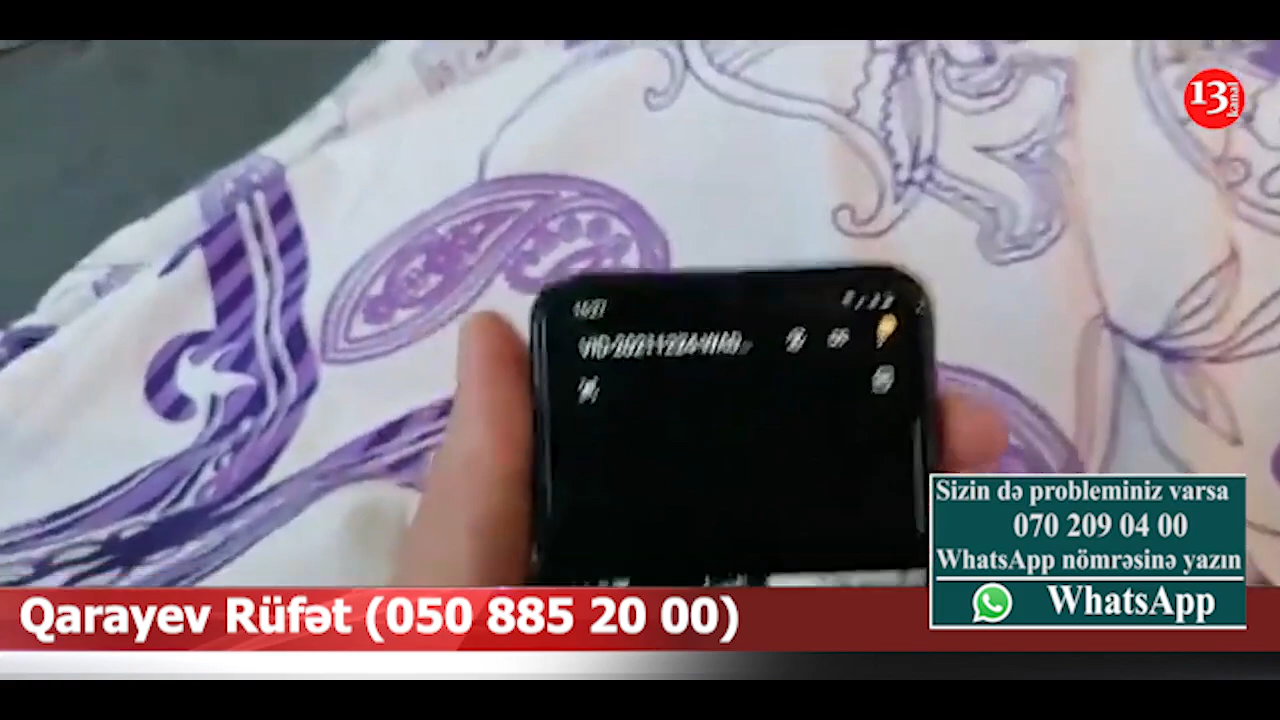 13
kanal
Sizin də probleminiz varsa
070 209 04 00
WhatsApp nömrəsinə yazın
WhatsApp
Qarayev Rüfət (050 885 20 00)